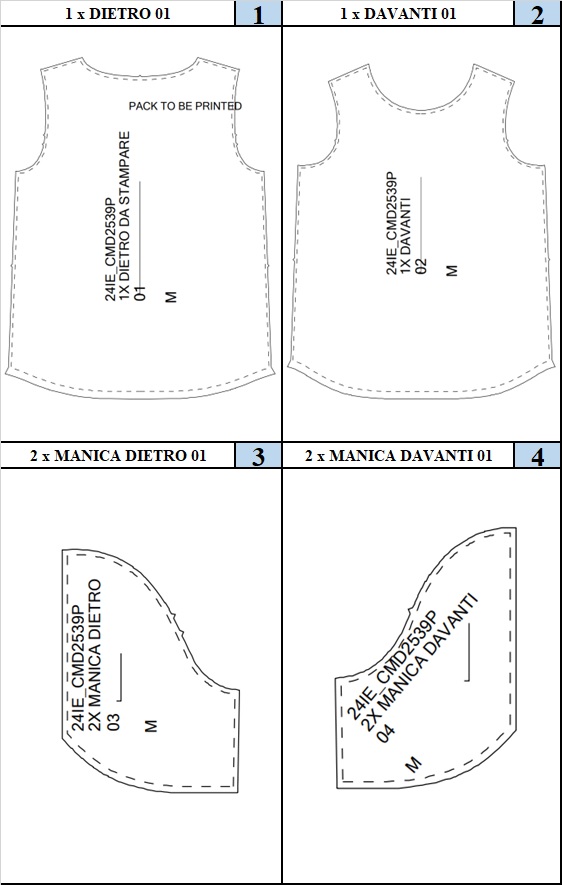 1 x DIETRO 01
1
1 x DAVANTI 01
2
PACK TO BE PRINTED
24IE_CMD2539P
1X DIETRO DA STAMPARE
01
M
24IE_CMD2539P
1X DAVANTI
02
M
2 x MANICA DIETRO 01
3
2 x MANICA DAVANTI 01
4
24IE_CMD2539P
2X MANICA DIETRO
03
M
24IE_CMD2539P
2X MANICA DAVANTI
04
M